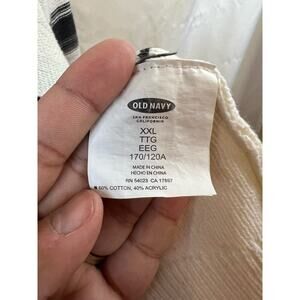 OLD NAVY
SAN FRANCISCO
CALIFORNIA
XXL
TTG
EEG
170/120A
MADE IN CHINA
HECHO EN CHINA
RN 54023 CA 17897
60% COTTON, 40% ACRYLIC